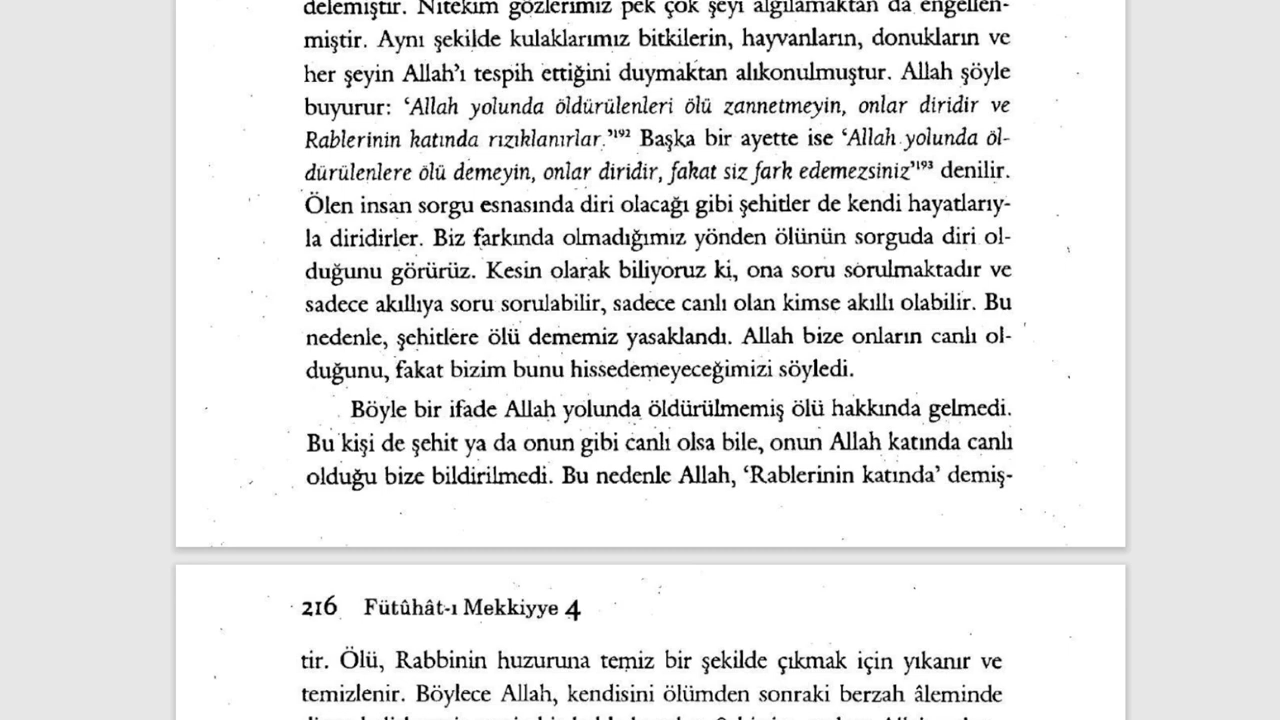 delemiştir. Nitekim gözlerimiz pek çok şeyi algılamaktan da engellen-
miştir. Aynı şekilde kulaklarımız bitkilerin, hayvanların, donukların ve
her şeyin Allah’ı tespih ettiğini duymaktan alıkonulmuştur. Allah şöyle
buyurur: ‘Allah yolunda öldürülenleri ölü zannetmeyin, onlar diridir ve
Rablerinin katında rızıklanırlar.’¹⁹² Başka bir ayette ise ‘Allah yolunda öl-
dürülenlere ölü demeyin, onlar diridir, fakat siz fark edemezsiniz’¹⁹³ denilir.
Ölen insan sorgu esnasında diri olacağı gibi şehitler de kendi hayatlarıy-
la diridirler. Biz farkında olmadığımız yönden ölünün sorguda diri ol-
duğunu görürüz. Kesin olarak biliyoruz ki, ona soru sorulmaktadır ve
sadece akıllıya soru sorulabilir, sadece canlı olan kimse akıllı olabilir. Bu
nedenle, şehitlere ölü dememiz yasaklandı. Allah bize onların canlı ol-
duğunu, fakat bizim bunu hissedemeyeceğimizi söyledi.
Böyle bir ifade Allah yolunda öldürülmemiş ölü hakkında gelmedi.
Bu kişi de şehit ya da onun gibi canlı olsa bile, onun Allah katında canlı
olduğu bize bildirilmedi. Bu nedenle Allah, ‘Rablerinin katında’ demiş-
216 Fütûhât-ı Mekkiyye 4
tir. Ölü, Rabbinin huzuruna temiz bir şekilde çıkmak için yıkanır ve
temizlenir. Böylece Allah, kendisini ölümden sonraki berzah âleminde